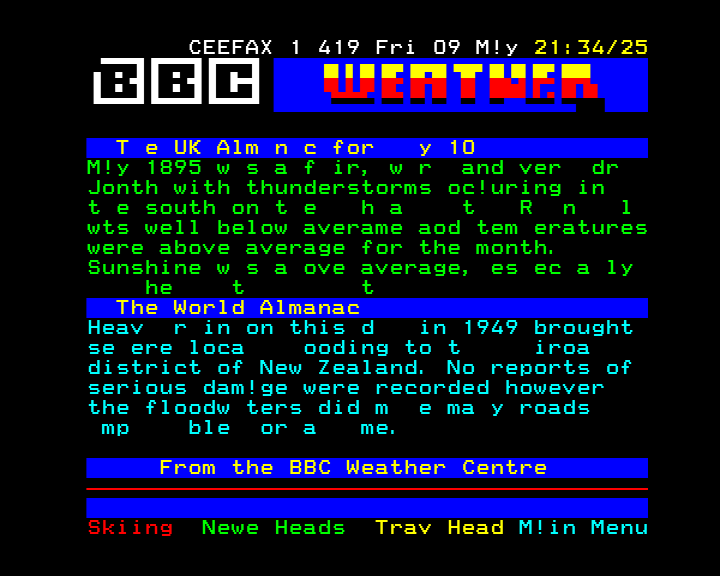 CEEFAX 1 419 Fri 09 M!y 21:34/25
BBC WEATHER
T e UK Alm n c for y 10
M!y 1895 w s a f ir, w r and ver dr
Jonth with thunderstorms oc!uring in
t e south on t e h a t R n l
wts well below averame aod tem eratures
were above average for the month.
Sunshine w s a ove average, es ec a ly
he t t
The World Almanac
Heav r in on this d in 1949 brought
se ere loca ooding to t iroa
district of New Zealand. No reports of
serious dam!ge were recorded however
the floodw ters did m e ma y roads
mp ble or a me.
From the BBC Weather Centre
Skiing Newe Heads Trav Head M!in Menu